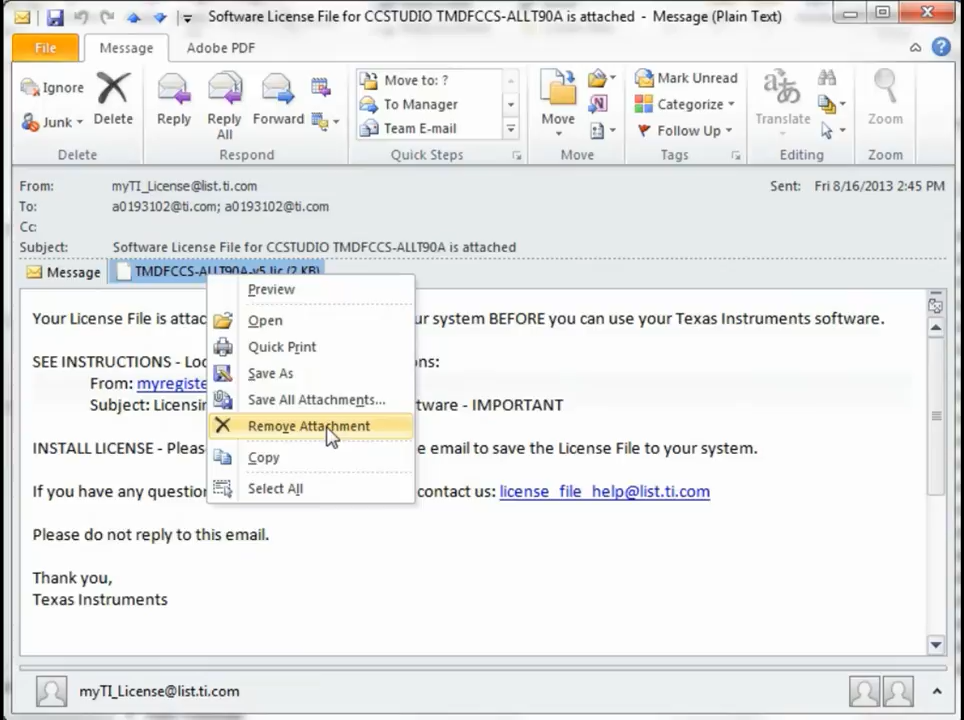 Software License File for CCSTUDIO TMDFCCS-ALLT90A is attached - Message (Plain Text)
File Message Adobe PDF
Ignore
Junk
Delete
Reply
Reply All
Forward
Move to: ?
To Manager
Team E-mail
Move
Mark Unread
Categorize
Follow Up
Translate
Zoom
Delete Respond Quick Steps Move Tags Editing Zoom
From: myTI_License@list.ti.com Sent: Fri 8/16/2013 2:45 PM
To: a0193102@ti.com; a0193102@ti.com
Cc:
Subject: Software License File for CCSTUDIO TMDFCCS-ALLT90A is attached
Message TMDFCCS-ALLT90A-v5.lic (2 KB)
Preview
Open
Quick Print
Save As
Save All Attachments...
Remove Attachment
Copy
Select All
Your License File is attac ur system BEFORE you can use your Texas Instruments software.
SEE INSTRUCTIONS - Loc ons:
From: myregiste
Subject: Licensin tware - IMPORTANT
INSTALL LICENSE - Pleas e email to save the License File to your system.
If you have any question contact us: license_file_help@list.ti.com
Please do not reply to this email.
Thank you,
Texas Instruments
myTI_License@list.ti.com